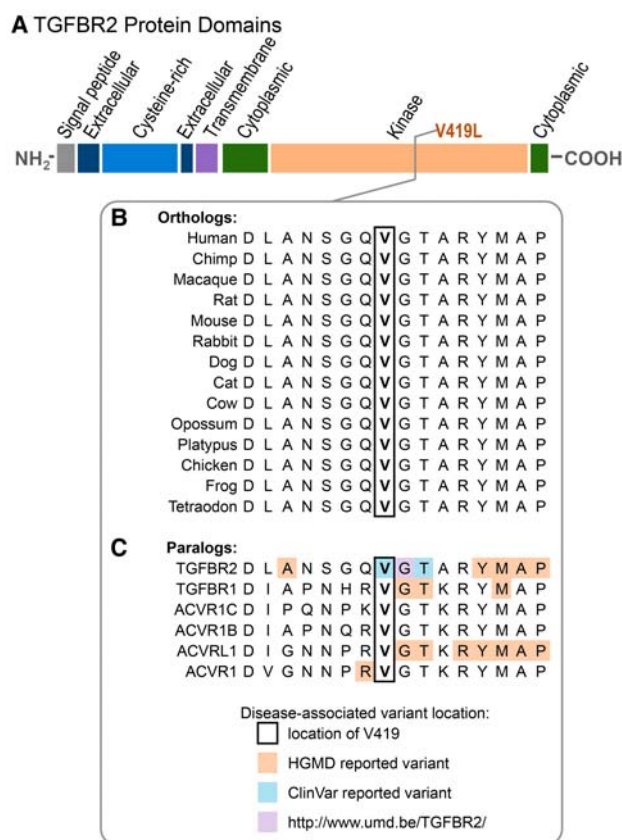 A TGFBR2 Protein Domains
Signal peptide
Extracellular
Cysteine-rich
Extracellular
Transmembrane
Cytoplasmic
Kinase
V419L
Cytoplasmic
NH2- -COOH
B Orthologs:
Human D L A N S G Q V G T A R Y M A P
Chimp D L A N S G Q V G T A R Y M A P
Macaque D L A N S G Q V G T A R Y M A P
Rat D L A N S G Q V G T A R Y M A P
Mouse D L A N S G Q V G T A R Y M A P
Rabbit D L A N S G Q V G T A R Y M A P
Dog D L A N S G Q V G T A R Y M A P
Cat D L A N S G Q V G T A R Y M A P
Cow D L A N S G Q V G T A R Y M A P
Opossum D L A N S G Q V G T A R Y M A P
Platypus D L A N S G Q V G T A R Y M A P
Chicken D L A N S G Q V G T A R Y M A P
Frog D L A N S G Q V G T A R Y M A P
Tetraodon D L A N S G Q V G T A R Y M A P
C Paralogs:
TGFBR2 D L A N S G Q V G T A R Y M A P
TGFBR1 D I A P N H R V G T K R Y M A P
ACVR1C D I P Q N P K V G T K R Y M A P
ACVR1B D I A P N Q R V G T K R Y M A P
ACVRL1 D I G N N P R V G T K R Y M A P
ACVR1 D V G N N P R V G T K R Y M A P
Disease-associated variant location:
location of V419
HGMD reported variant
ClinVar reported variant
http://www.umd.be/TGFBR2/